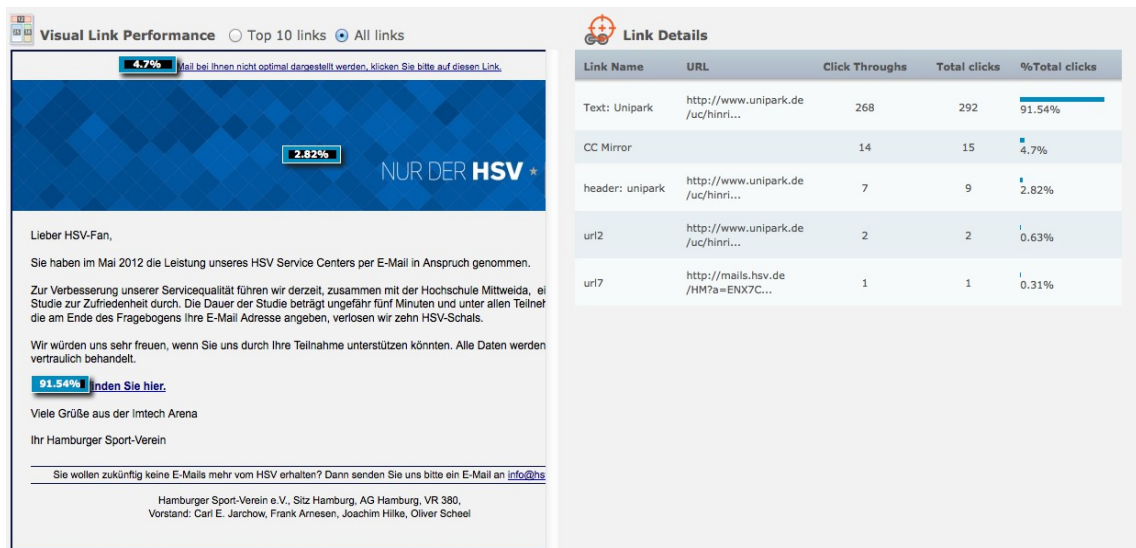 Visual Link Performance Top 10 links All links
4.7% Mail bei Ihnen nicht optimal dargestellt werden, klicken Sie bitte auf diesen Link.
2.82%
NUR DER HSV
Lieber HSV-Fan,
Sie haben im Mai 2012 die Leistung unseres HSV Service Centers per E-Mail in Anspruch genommen.
Zur Verbesserung unserer Servicequalität führen wir derzeit, zusammen mit der Hochschule Mittweida, ei
Studie zur Zufriedenheit durch. Die Dauer der Studie beträgt ungefähr fünf Minuten und unter allen Teilneh
die am Ende des Fragebogens Ihre E-Mail Adresse angeben, verlosen wir zehn HSV-Schals.
Wir würden uns sehr freuen, wenn Sie uns durch Ihre Teilnahme unterstützen könnten. Alle Daten werden
vertraulich behandelt.
91.54% inden Sie hier.
Viele Grüße aus der Imtech Arena
Ihr Hamburger Sport-Verein
Sie wollen zukünftig keine E-Mails mehr vom HSV erhalten? Dann senden Sie uns bitte ein E-Mail an info@hs
Hamburger Sport-Verein e.V., Sitz Hamburg, AG Hamburg, VR 380,
Vorstand: Carl E. Jarchow, Frank Arnesen, Joachim Hilke, Oliver Scheel
Link Details
Link Name URL Click Throughs Total clicks %Total clicks
Text: Unipark http://www.unipark.de
/uc/hinri... 268 292 91.54%
CC Mirror 14 15 4.7%
header: unipark http://www.unipark.de
/uc/hinri... 7 9 2.82%
url2 http://www.unipark.de
/uc/hinri... 2 2 0.63%
url7 http://mails.hsv.de
/HM?a=ENX7C... 1 1 0.31%